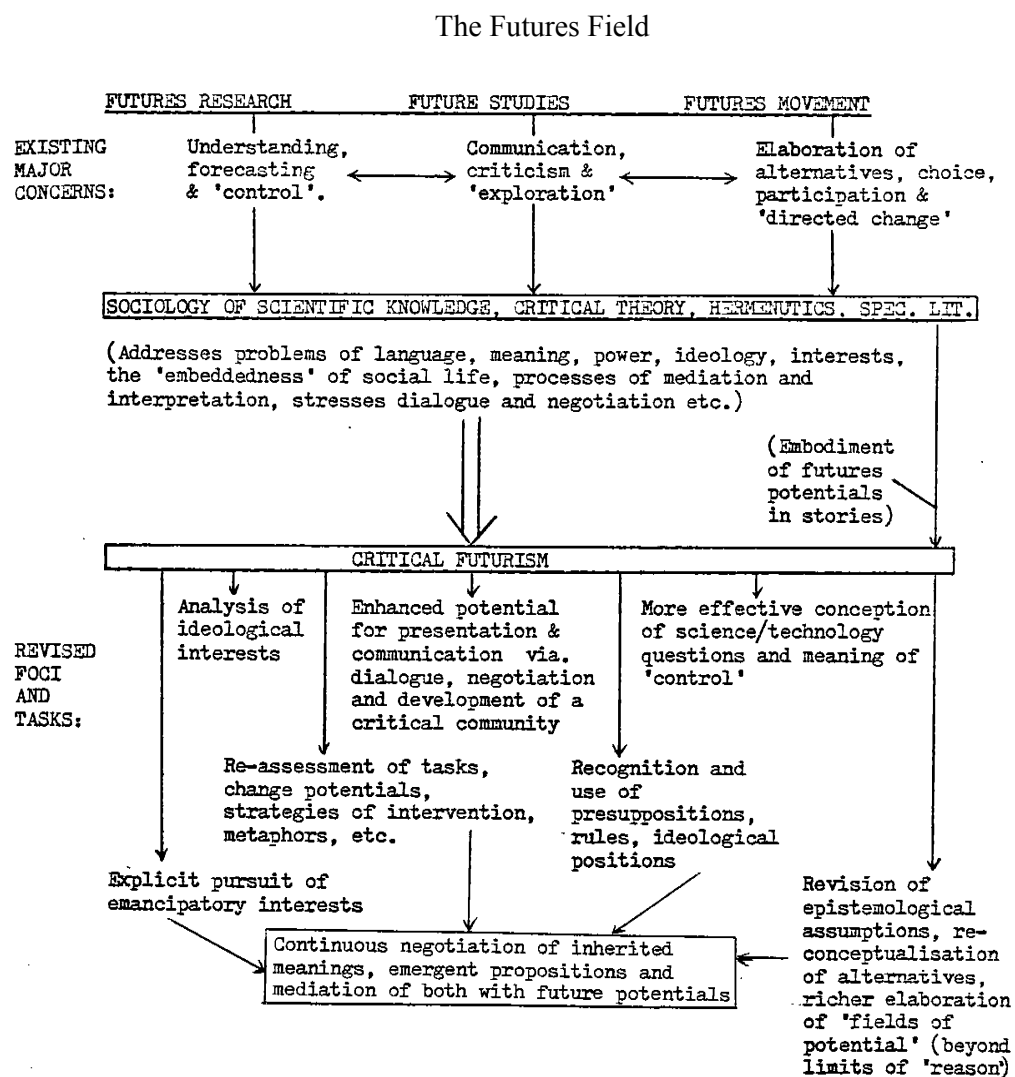 The Futures Field
FUTURES RESEARCH
FUTURE STUDIES
FUTURES MOVEMENT
EXISTING
MAJOR
CONCERNS:
Understanding,
forecasting
& 'control'.
Communication,
criticism &
'exploration'
Elaboration of
alternatives, choice,
participation &
'directed change'
SOCIOLOGY OF SCIENTIFIC KNOWLEDGE, CRITICAL THEORY, HERMENUTICS. SPEC. LIT.
(Addresses problems of language, meaning, power, ideology, interests,
the 'embeddedness' of social life, processes of mediation and
interpretation, stresses dialogue and negotiation etc.)
(Embodiment
of futures
potentials
in stories)
CRITICAL FUTURISM
REVISED
FOCI
AND
TASKS:
Analysis of
ideological
interests
Enhanced potential
for presentation &
communication via.
dialogue, negotiation
and development of a
critical community
More effective conception
of science/technology
questions and meaning of
'control'
Re-assessment of tasks,
change potentials,
strategies of intervention,
metaphors, etc.
Recognition and
use of
presuppositions,
rules, ideological
positions
Explicit pursuit of
emancipatory interests
Revision of
epistemological
assumptions, re-
conceptualisation
of alternatives,
richer elaboration
of 'fields of
potential' (beyond
limits of 'reason')
Continuous negotiation of inherited
meanings, emergent propositions and
mediation of both with future potentials